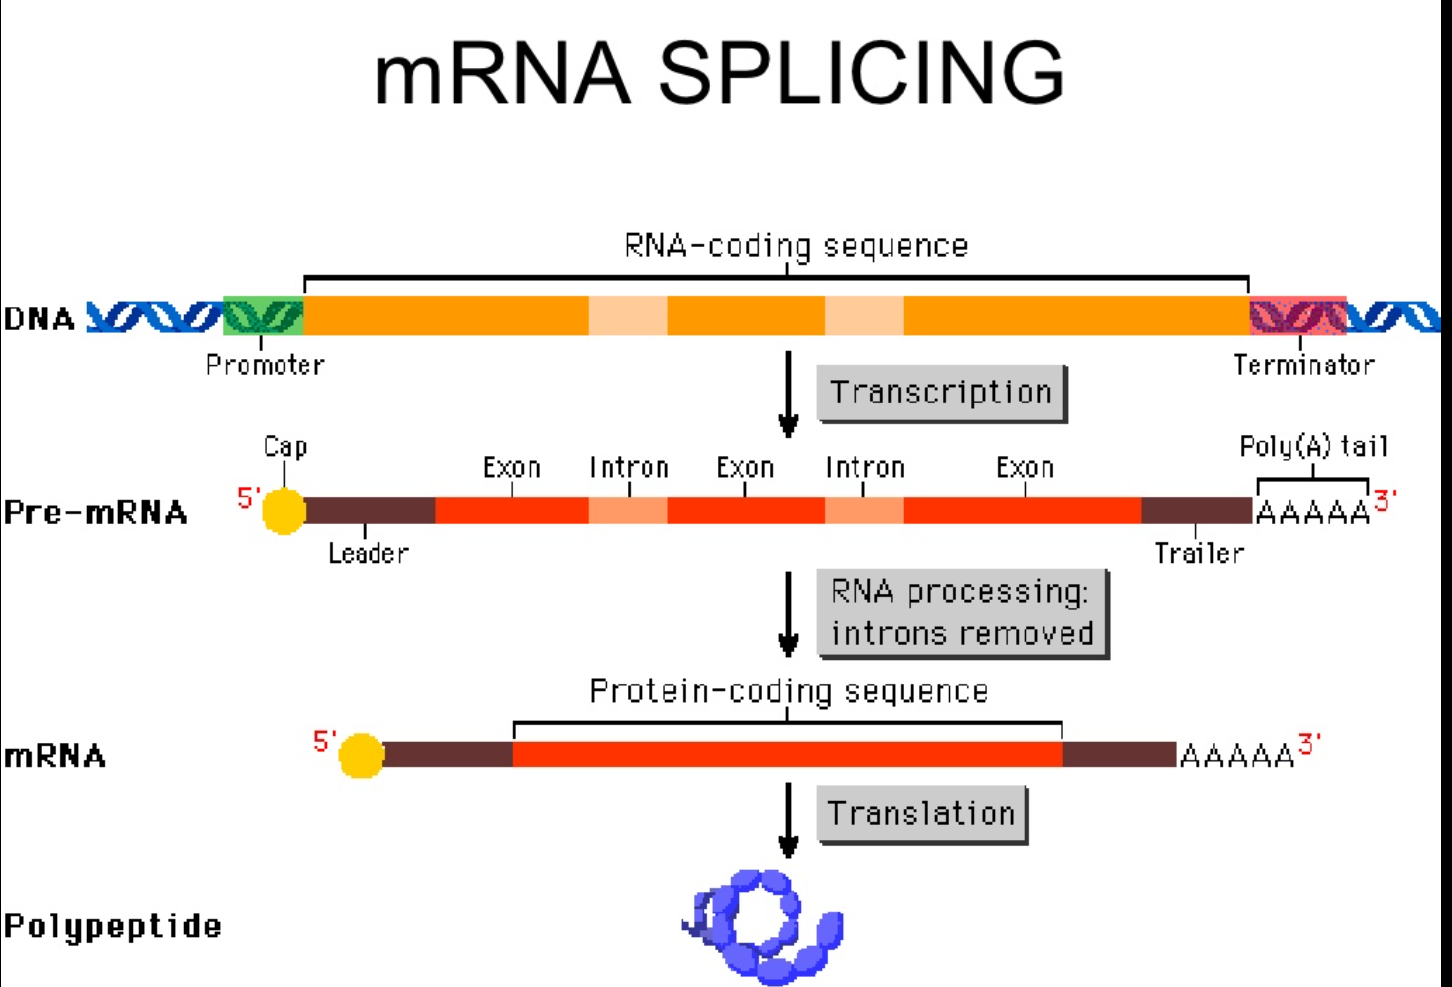 mRNA SPLICING
RNA-coding sequence
DNA
Promoter
Terminator
Transcription
Cap
Poly(A) tail
Exon Intron Exon Intron Exon
5'
3'
Pre-mRNA
AAAAA
Leader
Trailer
RNA processing:
introns removed
Protein-coding sequence
5'
3'
mRNA
AAAAA
Translation
Polypeptide